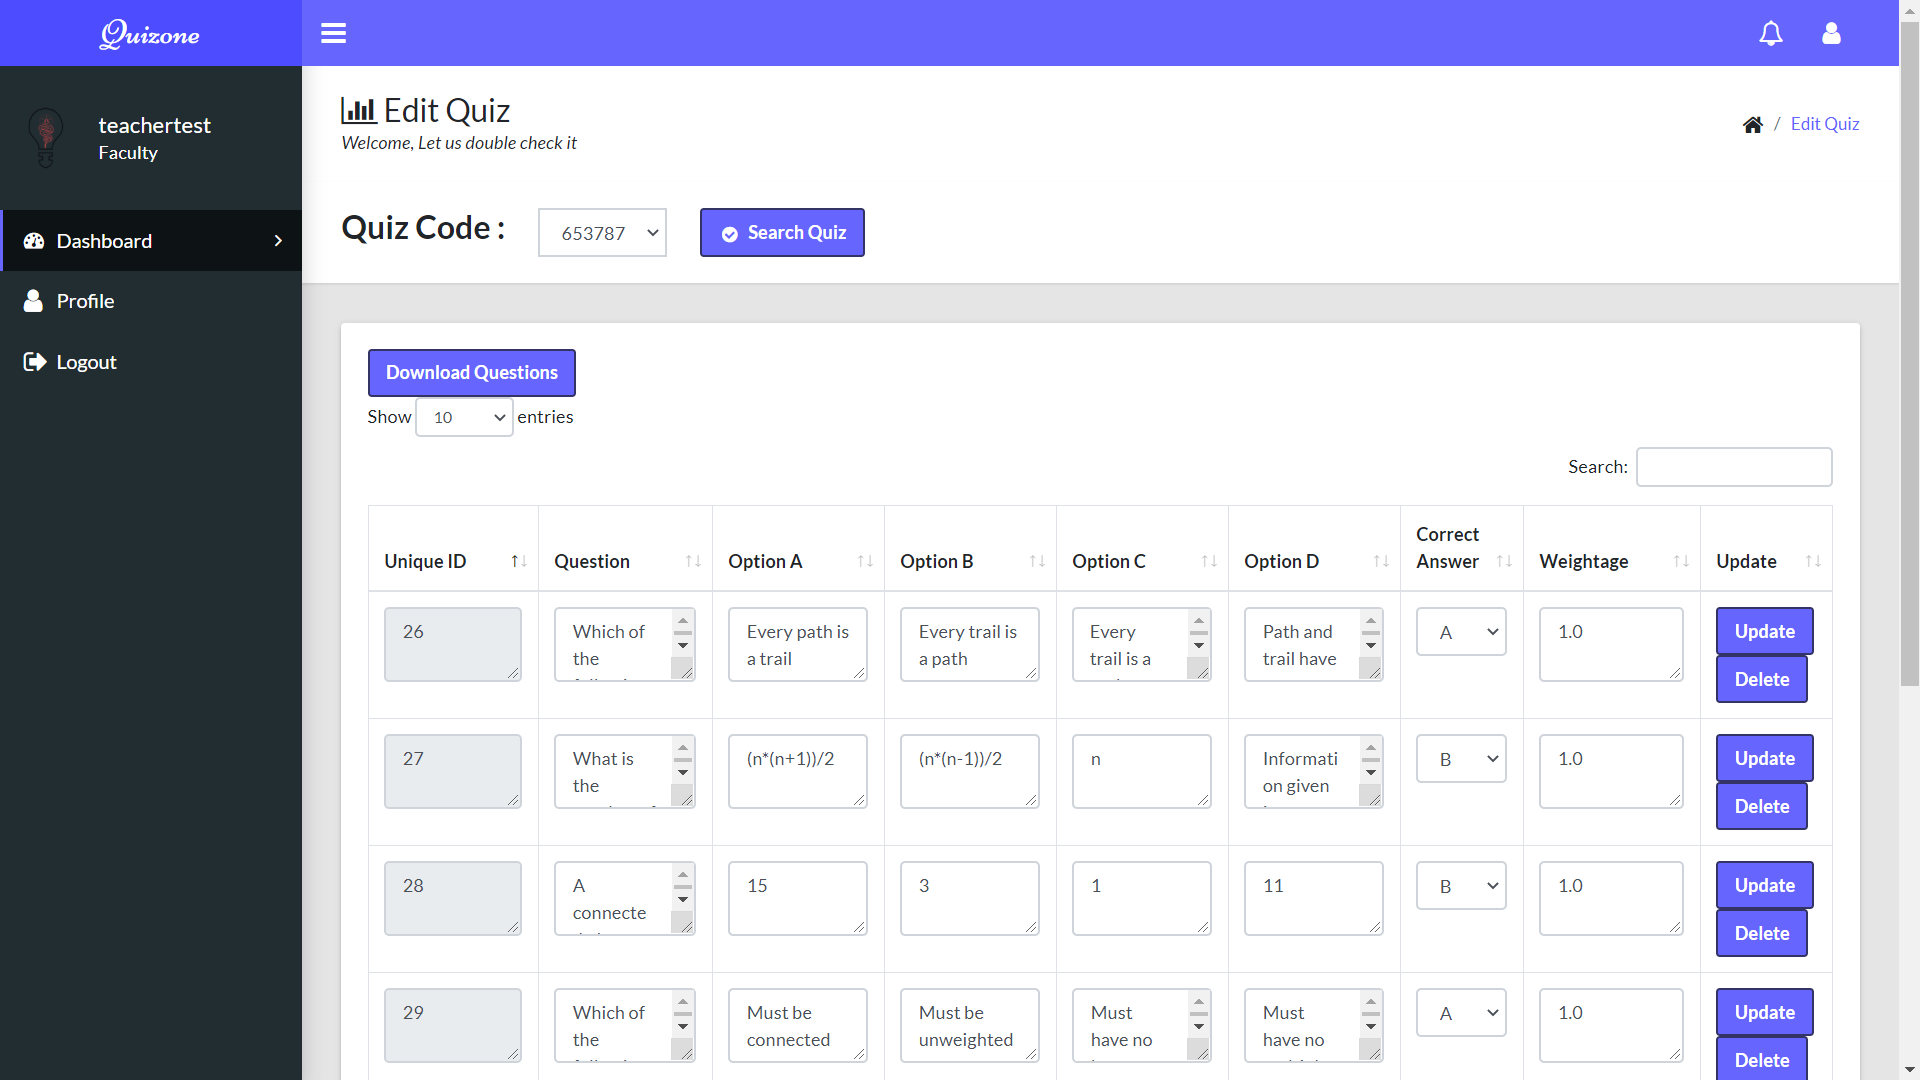 Quizone
teachertest
Faculty
Dashboard
Profile
Logout
Edit Quiz
Welcome, Let us double check it
/ Edit Quiz
Quiz Code :
653787
Search Quiz
Download Questions
Show 10 entries
Search:
Unique ID Question Option A Option B Option C Option D Correct Answer Weightage Update
26
Which of
the
Every path is
a trail
Every trail is
a path
Every
trail is a
Path and
trail have
A
1.0
Update
Delete
27
What is
the
(n*(n+1))/2
(n*(n-1))/2
n
Informati
on given
B
1.0
Update
Delete
28
A
connecte
15
3
1
11
B
1.0
Update
Delete
29
Which of
the
Must be
connected
Must be
unweighted
Must
have no
Must
have no
A
1.0
Update
Delete